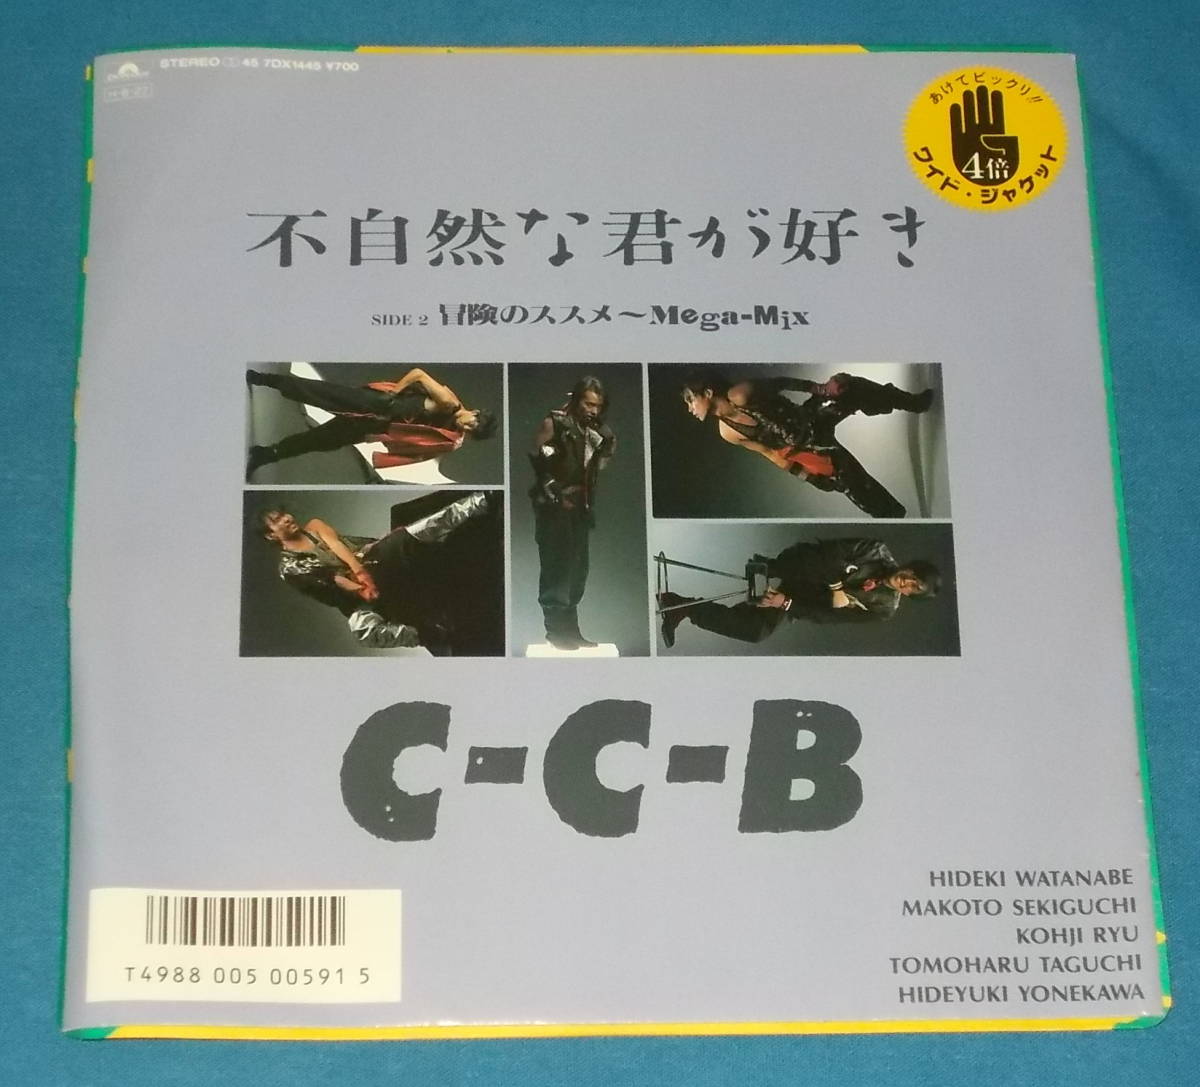 STEREO 45 7DX1445 ¥700
H-6-22
あけてビックリ!!
4倍
ワイド・ジャケット
不自然な君が好き
SIDE 2 冒険のススメ〜Mega-Mix
C-C-B
HIDEKI WATANABE
MAKOTO SEKIGUCHI
KOHJI RYU
TOMOHARU TAGUCHI
HIDEYUKI YONEKAWA
T4988 005 00591 5